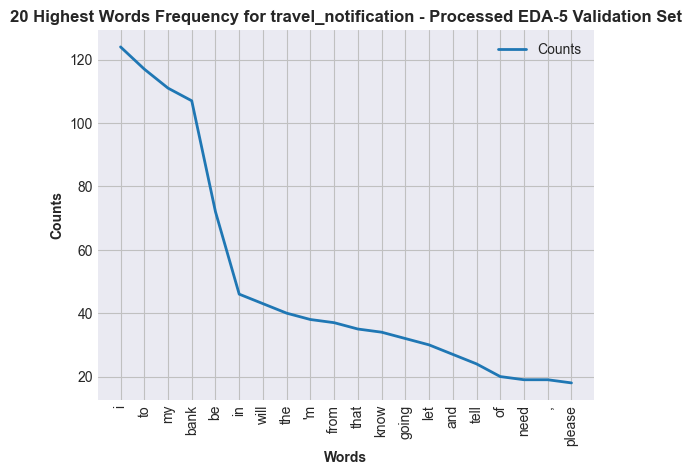 20 Highest Words Frequency for travel_notification - Processed EDA-5 Validation Set
Counts
120
100
80
60
40
20
Counts
i
to
my
bank
be
in
will
the
'm
from
that
know
going
let
and
tell
of
need
,
please
Words